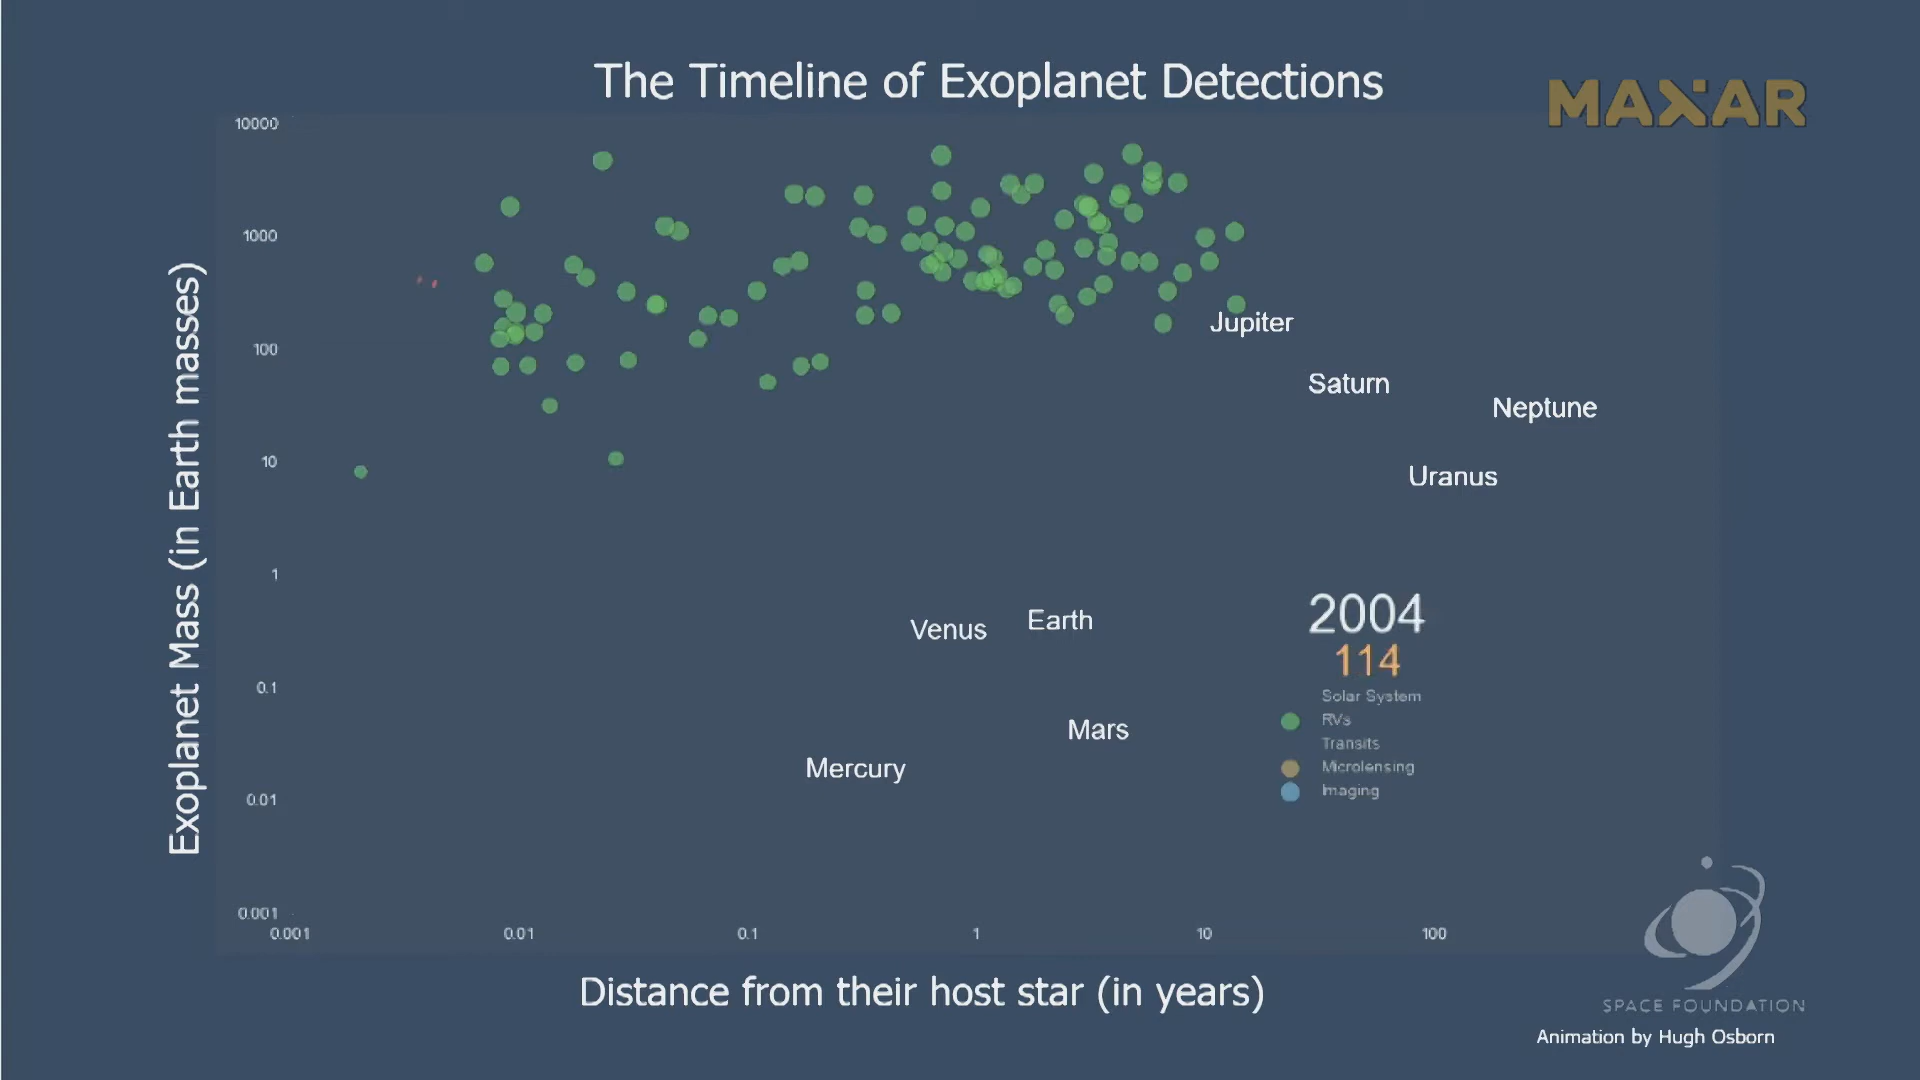 The Timeline of Exoplanet Detections
MAXAR
Exoplanet Mass (in Earth masses)
10000
1000
100
10
1
0.1
0.01
0.001
Jupiter
Saturn
Neptune
Uranus
Venus
Earth
Mars
Mercury
2004
114
Solar System
RVs
Transits
Microlensing
Imaging
0.001 0.01 0.1 1 10 100
Distance from their host star (in years)
SPACE FOUNDATION
Animation by Hugh Osborn